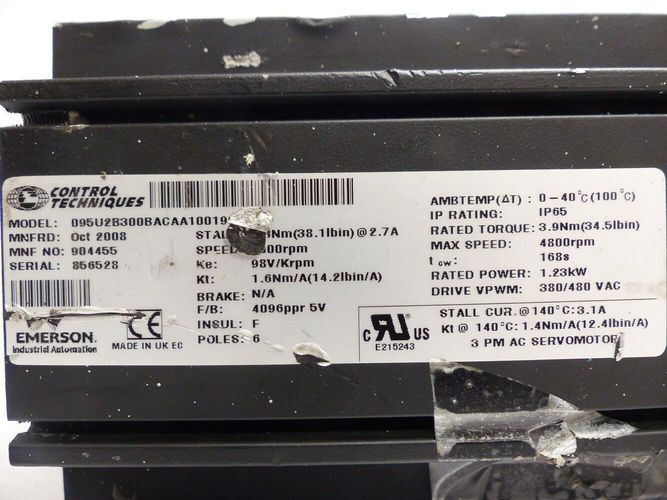 CONTROL TECHNIQUES
MODEL: 095U2B300BACAA10019
MNFRD: Oct 2008
MNF NO: 904455
SERIAL: 856528
Nm(38.1lbin)@2.7A
Ke: 98V/Krpm
Kt: 1.6Nm/A(14.2lbin/A)
BRAKE: N/A
F/B: 4096ppr 5V
INSUL: F
POLES: 6
EMERSON
Industrial Automation
CE
MADE IN UK EC
AMBTEMP(ΔT) : 0-40°C(100°C)
IP RATING: IP65
RATED TORQUE: 3.9Nm(34.5lbin)
MAX SPEED: 4800rpm
tcw: 168s
RATED POWER: 1.23kW
DRIVE VPWM: 380/480 VAC
c RU US
E215243
STALL CUR.@140°C:3.1A
Kt @ 140°C: 1.4Nm/A(12.4lbin/A)
3 PM AC SERVOMOTOR